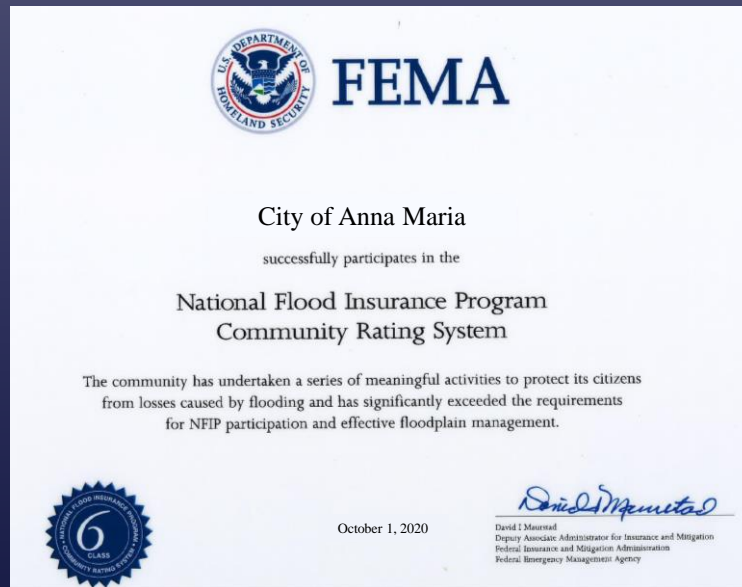 U.S. DEPARTMENT OF
HOMELAND SECURITY
FEMA
City of Anna Maria
successfully participates in the
National Flood Insurance Program
Community Rating System
The community has undertaken a series of meaningful activities to protect its citizens
from losses caused by flooding and has significantly exceeded the requirements
for NFIP participation and effective floodplain management.
NATIONAL FLOOD INSURANCE PROGRAM
6
CLASS
COMMUNITY RATING SYSTEM
October 1, 2020
David I Maurstad
David I Maurstad
Deputy Associate Administrator for Insurance and Mitigation
Federal Insurance and Mitigation Administration
Federal Emergency Management Agency